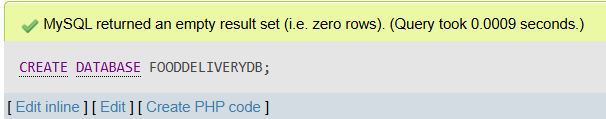 MySQL returned an empty result set (i.e. zero rows). (Query took 0.0009 seconds.)
CREATE DATABASE FOODDELIVERYDB;
[ Edit inline ] [ Edit ] [ Create PHP code ]